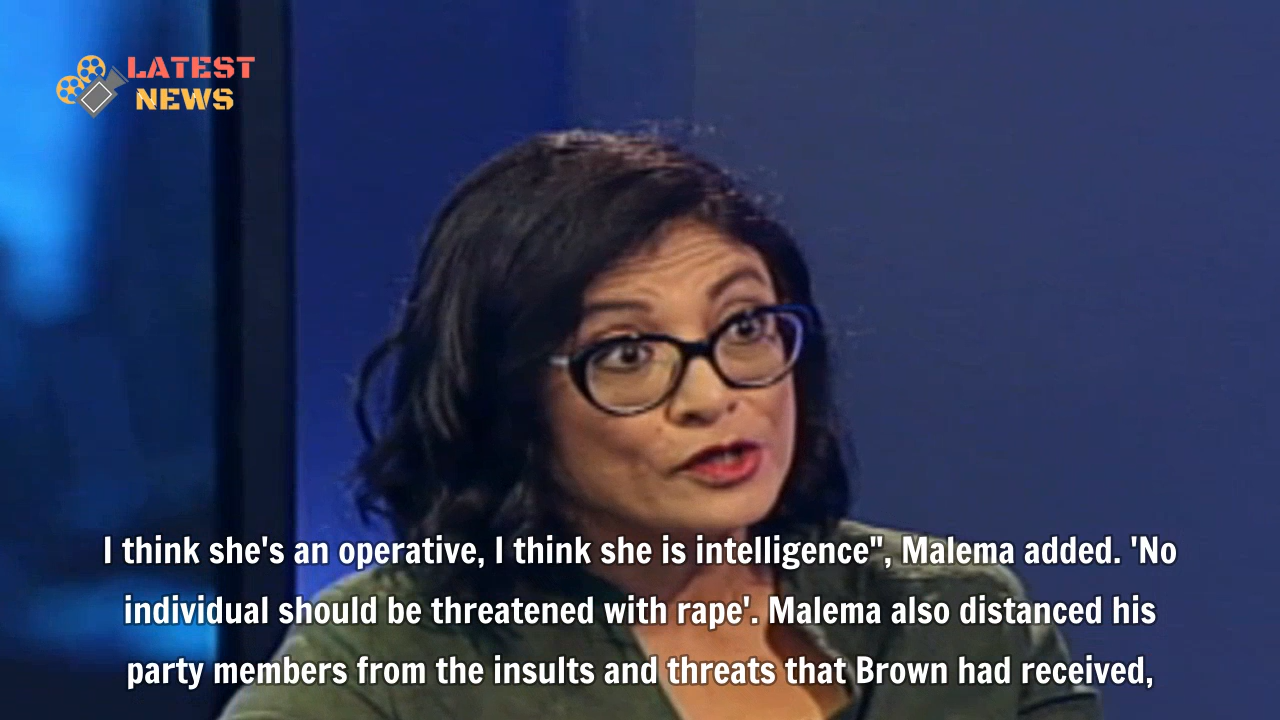 LATEST
NEWS
I think she's an operative, I think she is intelligence", Malema added. 'No
individual should be threatened with rape'. Malema also distanced his
party members from the insults and threats that Brown had received,